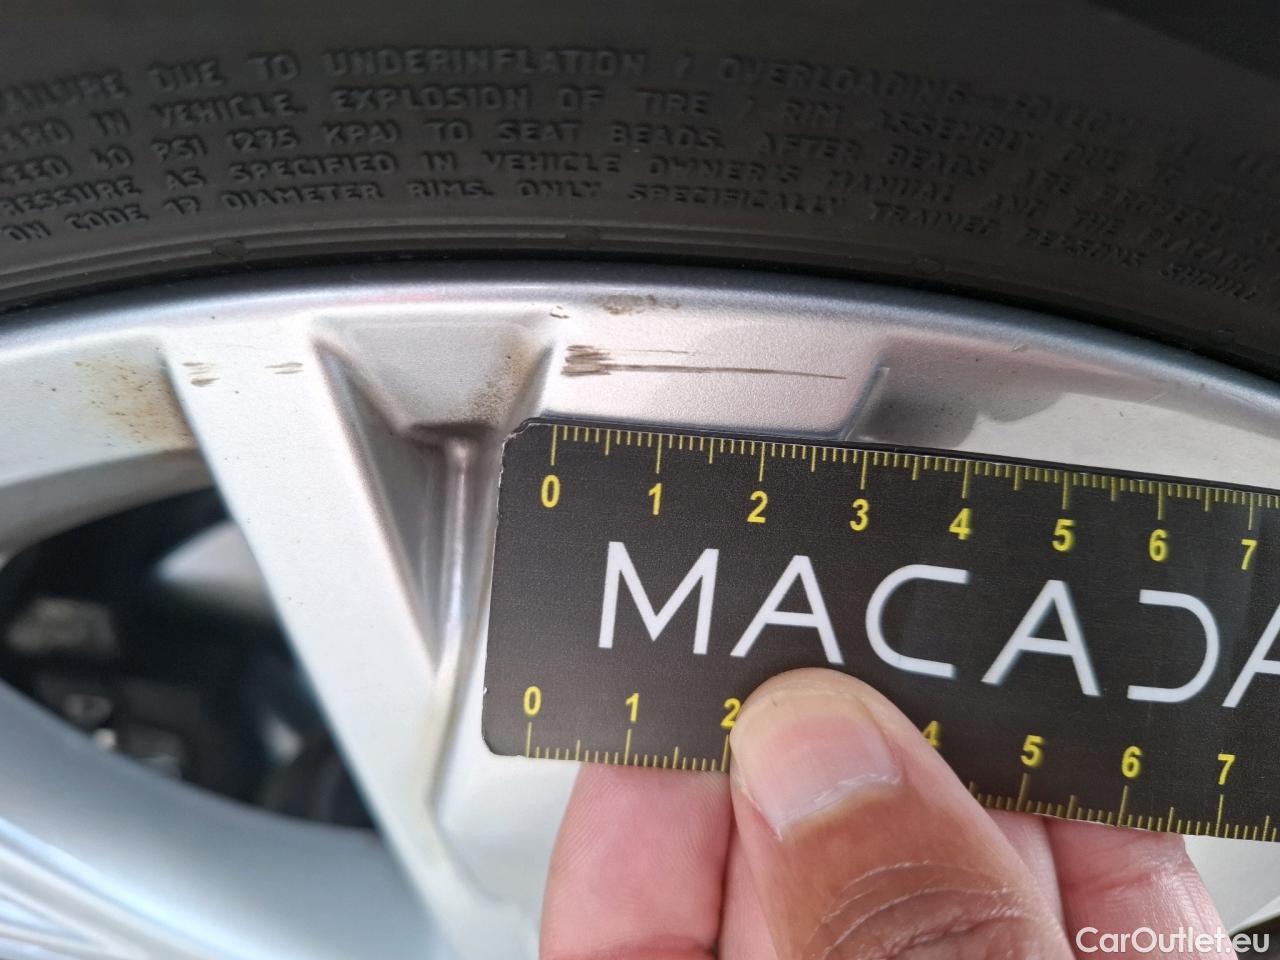 FAILURE DUE TO UNDERINFLATION / OVERLOADING
IN VEHICLE. EXPLOSION OF TIRE / RIM ASSEMBLY DUE TO
40 PSI (275 KPA) TO SEAT BEADS. AFTER BEADS ARE PROPERLY
PRESSURE AS SPECIFIED IN VEHICLE OWNER'S MANUAL AND THE PLACARD
ON CODE 19 DIAMETER RIMS. ONLY SPECIFICALLY TRAINED PERSONS SHOULD
0 1 2 3 4 5 6 7
MACADA
0 1 2 4 5 6 7
CarOutlet.eu